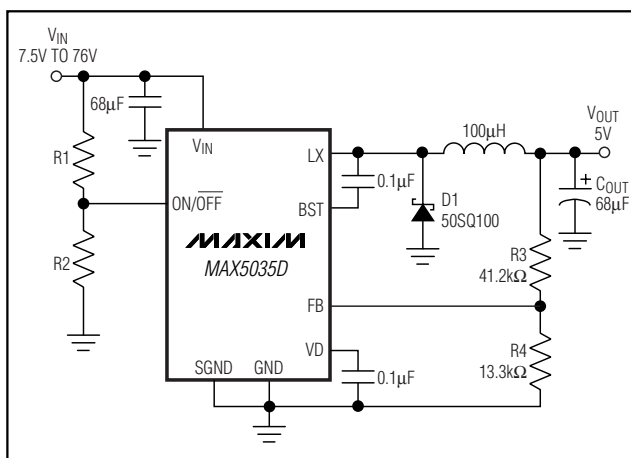 VIN
7.5V TO 76V
68μF
R1
R2
VIN
ON/OFF
LX
BST
MAXIM
MAX5035D
FB
VD
SGND
GND
0.1μF
0.1μF
100μH
D1
50SQ100
VOUT
5V
+
COUT
68μF
R3
41.2kΩ
R4
13.3kΩ